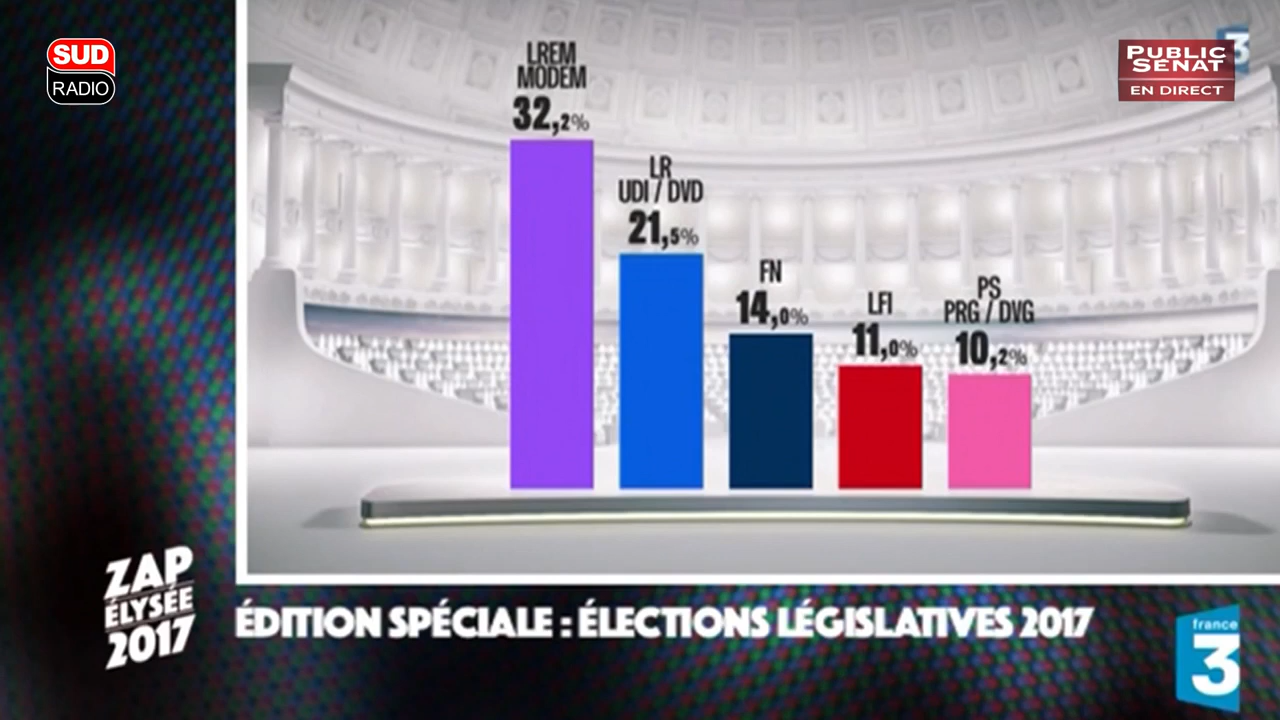 SUD
RADIO
PUBLIC
SENAT
EN DIRECT
3
LREM
MODEM
32,2%
LR
UDI / DVD
21,5%
FN
14,0%
LFI
11,0%
PS
PRG / DVG
10,2%
ZAP
ÉLYSÉE
2017
ÉDITION SPÉCIALE : ÉLECTIONS LÉGISLATIVES 2017
france
3